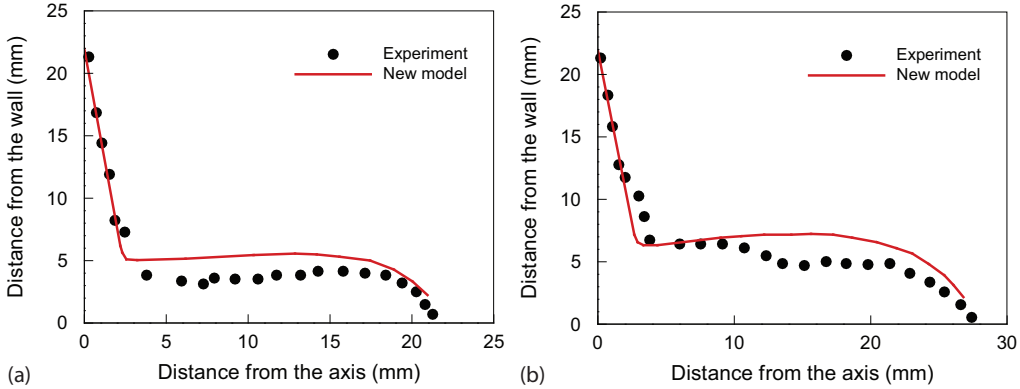 25
20
15
10
5
0
0 5 10 15 20 25
Distance from the wall (mm)
Distance from the axis (mm)
Experiment
New model
(a)
25
20
15
10
5
0
0 10 20 30
Distance from the wall (mm)
Distance from the axis (mm)
Experiment
New model
(b)